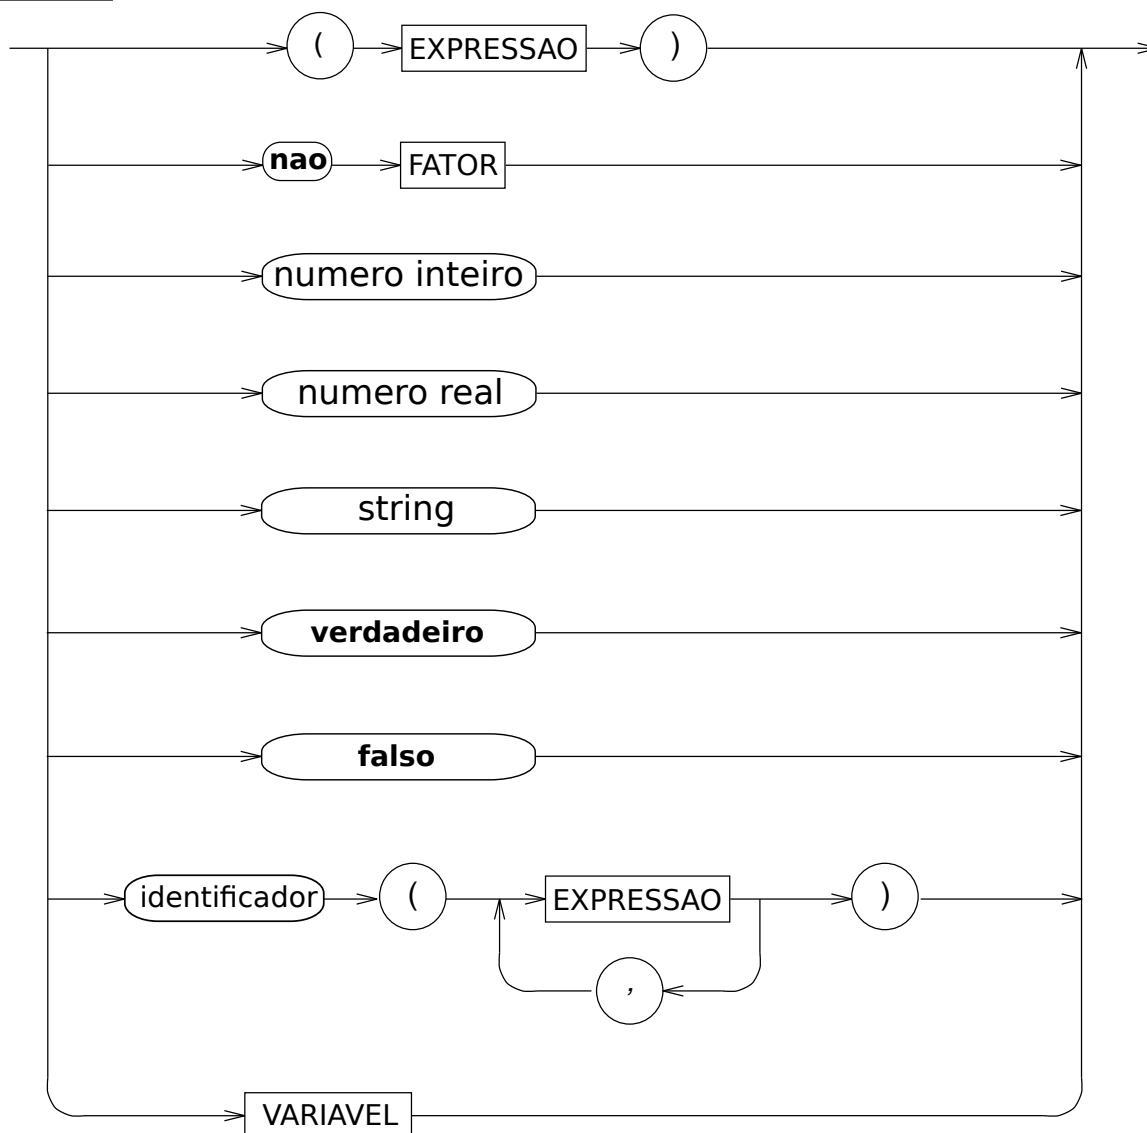 ( EXPRESSAO )
nao FATOR
numero inteiro
numero real
string
verdadeiro
falso
identificador ( EXPRESSAO )
,
VARIAVEL